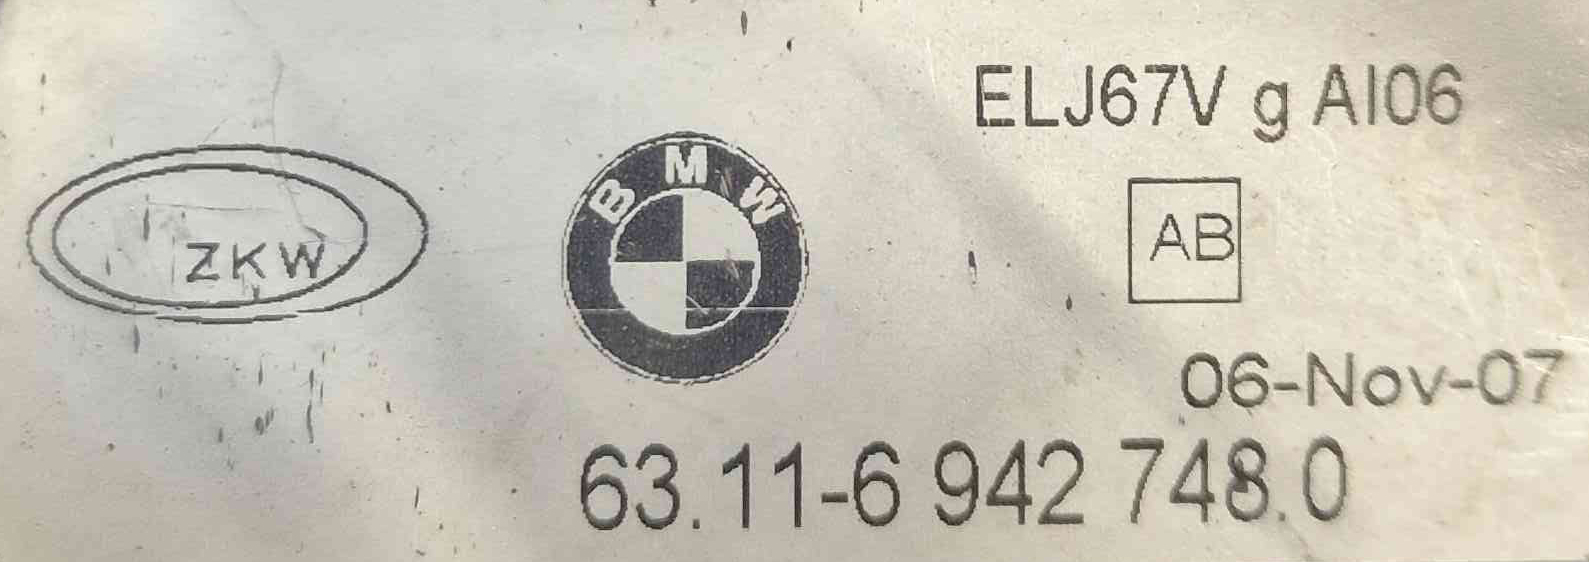 ELJ67V g AI06
BMW
ZKW
AB
06-Nov-07
63.11-6 942 748.0